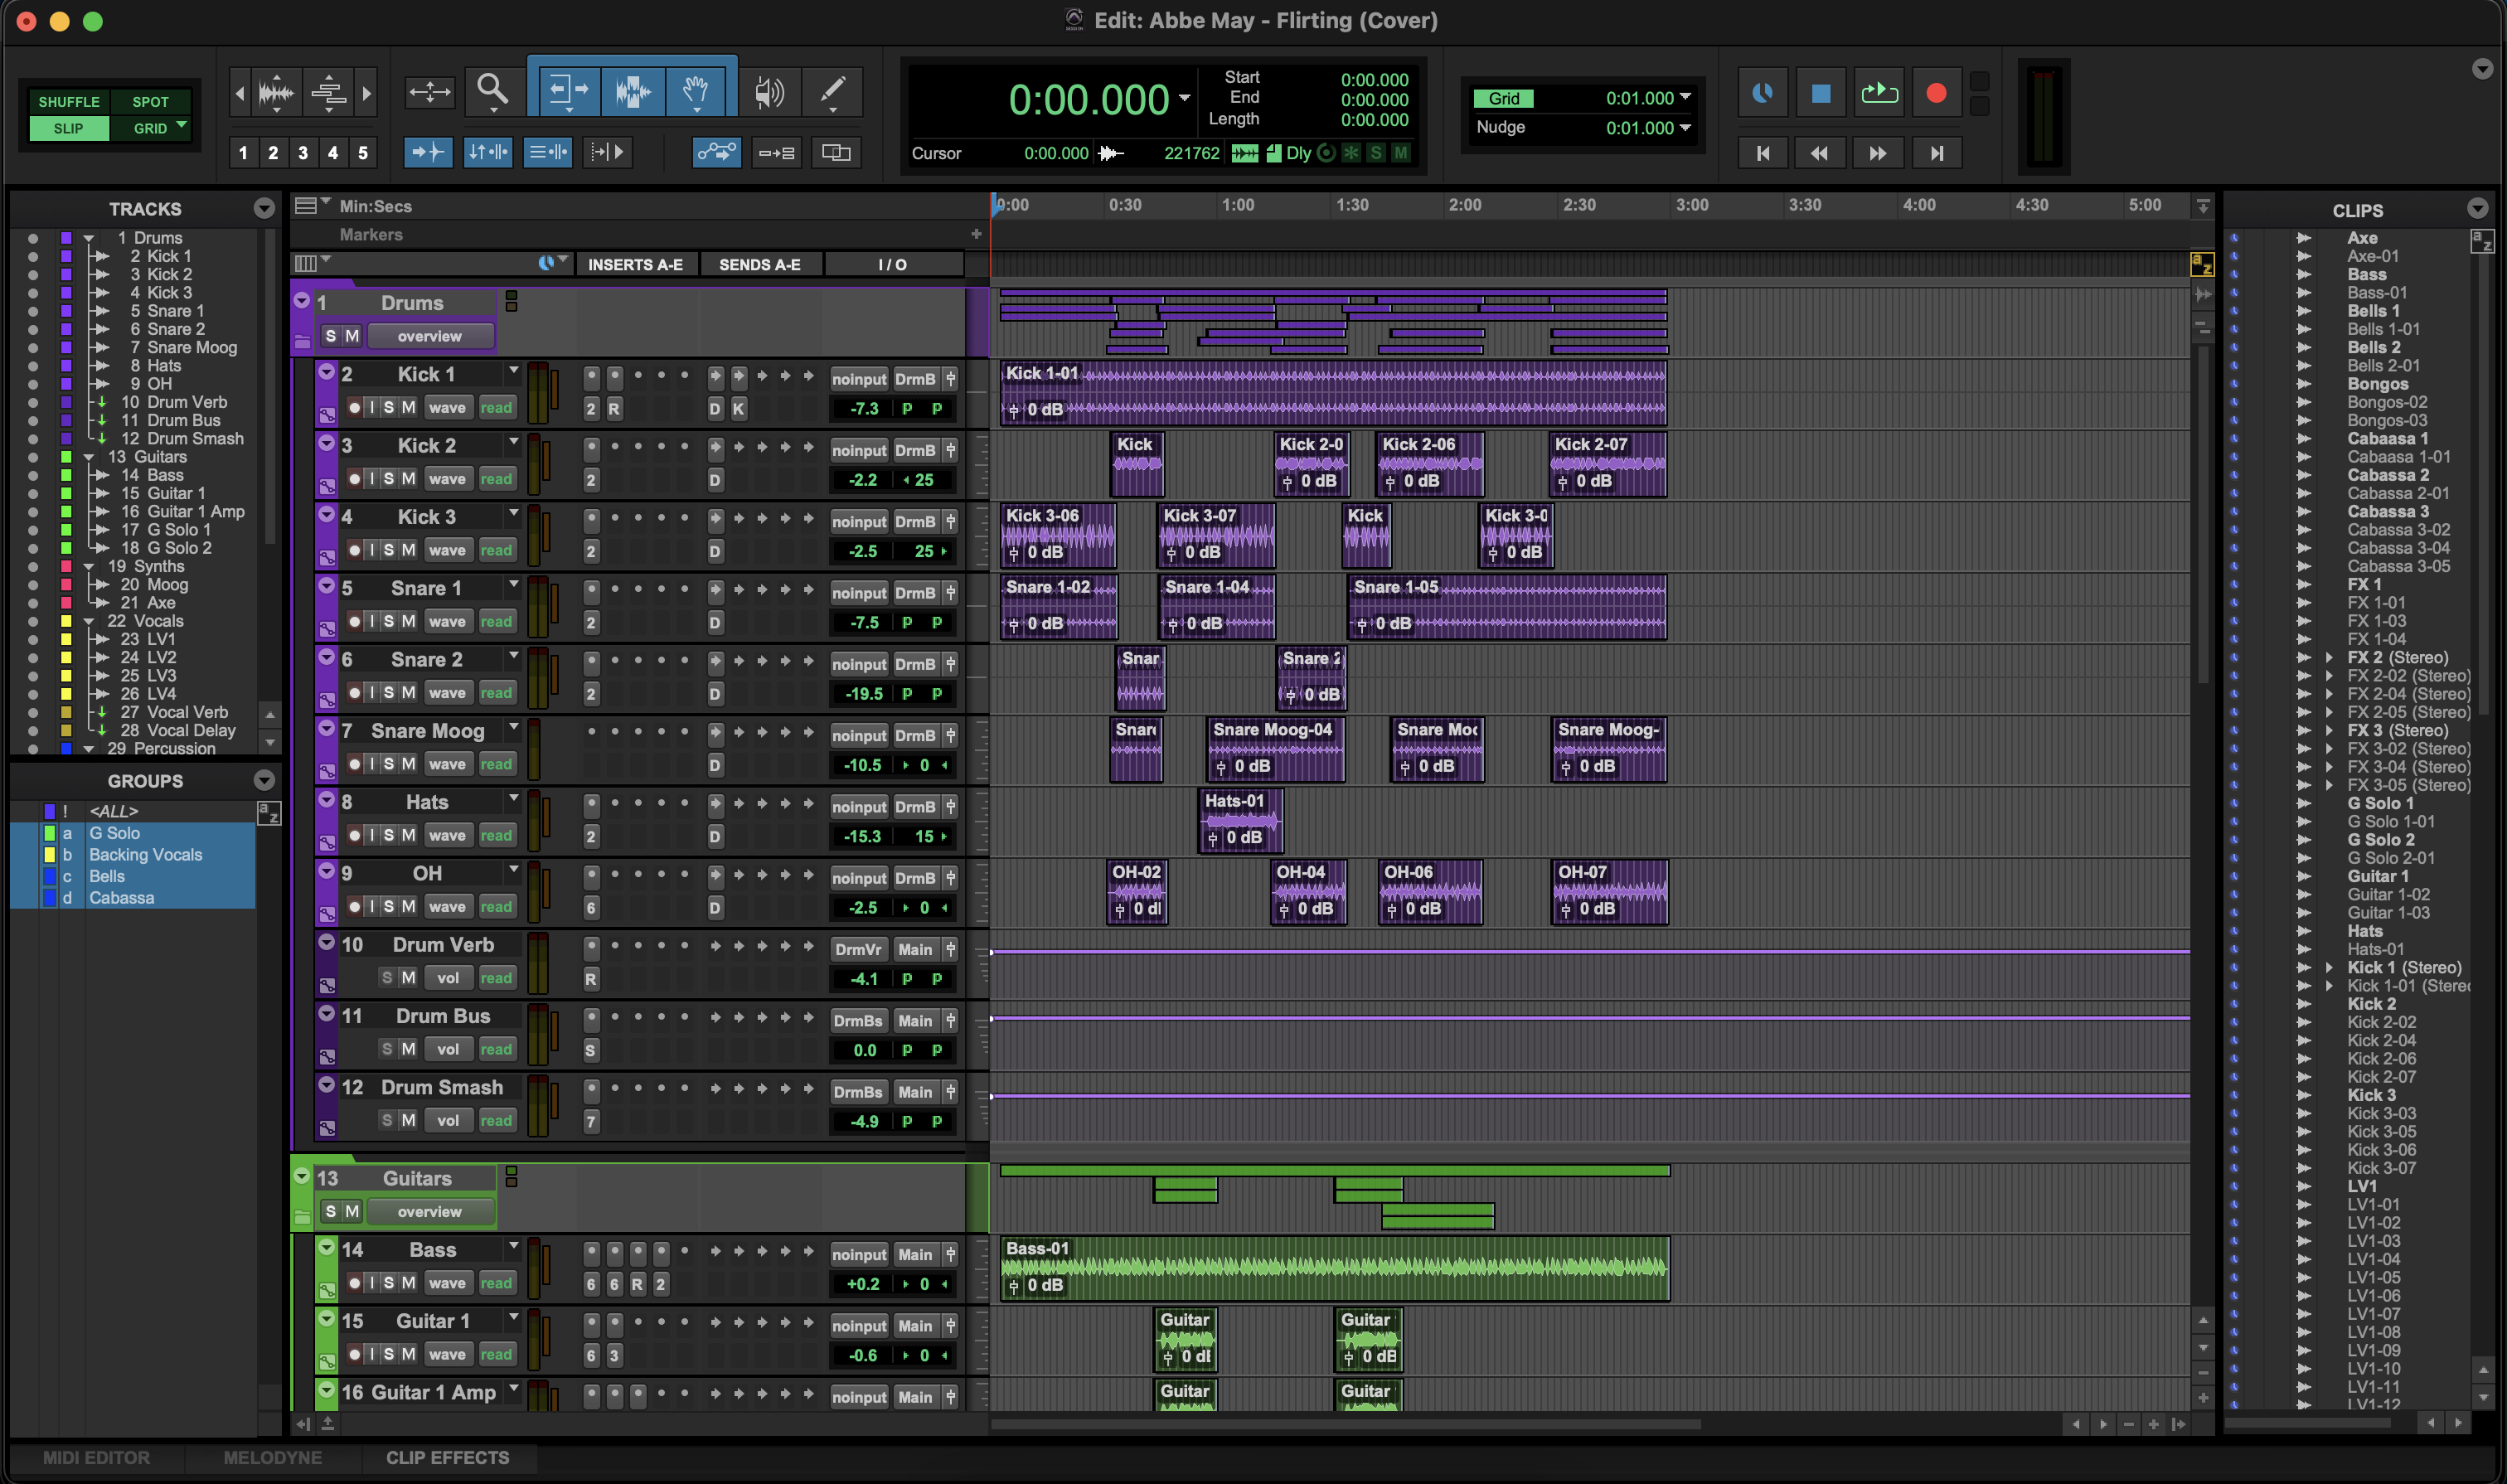 Edit: Abbe May - Flirting (Cover)
SHUFFLE SPOT
SLIP GRID
1 2 3 4 5
0:00.000
Start 0:00.000
End 0:00.000
Length 0:00.000
Cursor 0:00.000 221762 Dly S M
Grid 0:01.000
Nudge 0:01.000
TRACKS
1 Drums
2 Kick 1
3 Kick 2
4 Kick 3
5 Snare 1
6 Snare 2
7 Snare Moog
8 Hats
9 OH
10 Drum Verb
11 Drum Bus
12 Drum Smash
13 Guitars
14 Bass
15 Guitar 1
16 Guitar 1 Amp
17 G Solo 1
18 G Solo 2
19 Synths
20 Moog
21 Axe
22 Vocals
23 LV1
24 LV2
25 LV3
26 LV4
27 Vocal Verb
28 Vocal Delay
29 Percussion
GROUPS
a z
! <ALL>
a G Solo
b Backing Vocals
c Bells
d Cabassa
Min:Secs 0:00 0:30 1:00 1:30 2:00 2:30 3:00 3:30 4:00 4:30 5:00
Markers
INSERTS A-E SENDS A-E I / O
a z
1 Drums
S M overview
2 Kick 1 noinput DrmB
I S M wave read 2 R D K -7.3 P P
Kick 1-01
0 dB
3 Kick 2 noinput DrmB
I S M wave read 2 D -2.2 25
Kick Kick 2-0 Kick 2-06 Kick 2-07
0 dB 0 dB 0 dB
4 Kick 3 noinput DrmB
I S M wave read 2 D -2.5 25
Kick 3-06 Kick 3-07 Kick Kick 3-0
0 dB 0 dB 0 dB
5 Snare 1 noinput DrmB
I S M wave read 2 D -7.5 P P
Snare 1-02 Snare 1-04 Snare 1-05
0 dB 0 dB 0 dB
6 Snare 2 noinput DrmB
I S M wave read 2 D -19.5 P P
Snar Snare 2
0 dB
7 Snare Moog noinput DrmB
I S M wave read D -10.5 0
Snare Snare Moog-04 Snare Moo Snare Moog-
0 dB 0 dB 0 dB
8 Hats noinput DrmB
I S M wave read 2 D -15.3 15
Hats-01
0 dB
9 OH noinput DrmB
I S M wave read 6 D -2.5 0
OH-02 OH-04 OH-06 OH-07
0 dB 0 dB 0 dB 0 dB
10 Drum Verb DrmVr Main
S M vol read R -4.1 P P
11 Drum Bus DrmBs Main
S M vol read S 0.0 P P
12 Drum Smash DrmBs Main
S M vol read 7 -4.9 P P
13 Guitars
S M overview
14 Bass noinput Main
I S M wave read 6 6 R 2 +0.2 0
Bass-01
0 dB
15 Guitar 1 noinput Main
I S M wave read 6 3 -0.6 0
Guitar Guitar
0 dB 0 dB
16 Guitar 1 Amp noinput Main
Guitar Guitar
CLIPS
a z
Axe
Axe-01
Bass
Bass-01
Bells 1
Bells 1-01
Bells 2
Bells 2-01
Bongos
Bongos-02
Bongos-03
Cabaasa 1
Cabaasa 1-01
Cabassa 2
Cabassa 2-01
Cabassa 3
Cabassa 3-02
Cabassa 3-04
Cabassa 3-05
FX 1
FX 1-01
FX 1-03
FX 1-04
FX 2 (Stereo)
FX 2-02 (Stereo)
FX 2-04 (Stereo)
FX 2-05 (Stereo)
FX 3 (Stereo)
FX 3-02 (Stereo)
FX 3-04 (Stereo)
FX 3-05 (Stereo)
G Solo 1
G Solo 1-01
G Solo 2
G Solo 2-01
Guitar 1
Guitar 1-02
Guitar 1-03
Hats
Hats-01
Kick 1 (Stereo)
Kick 1-01 (Stereo
Kick 2
Kick 2-02
Kick 2-04
Kick 2-06
Kick 2-07
Kick 3
Kick 3-03
Kick 3-05
Kick 3-06
Kick 3-07
LV1
LV1-01
LV1-02
LV1-03
LV1-04
LV1-05
LV1-06
LV1-07
LV1-08
LV1-09
LV1-10
LV1-11
LV1-12
MIDI EDITOR MELODYNE CLIP EFFECTS